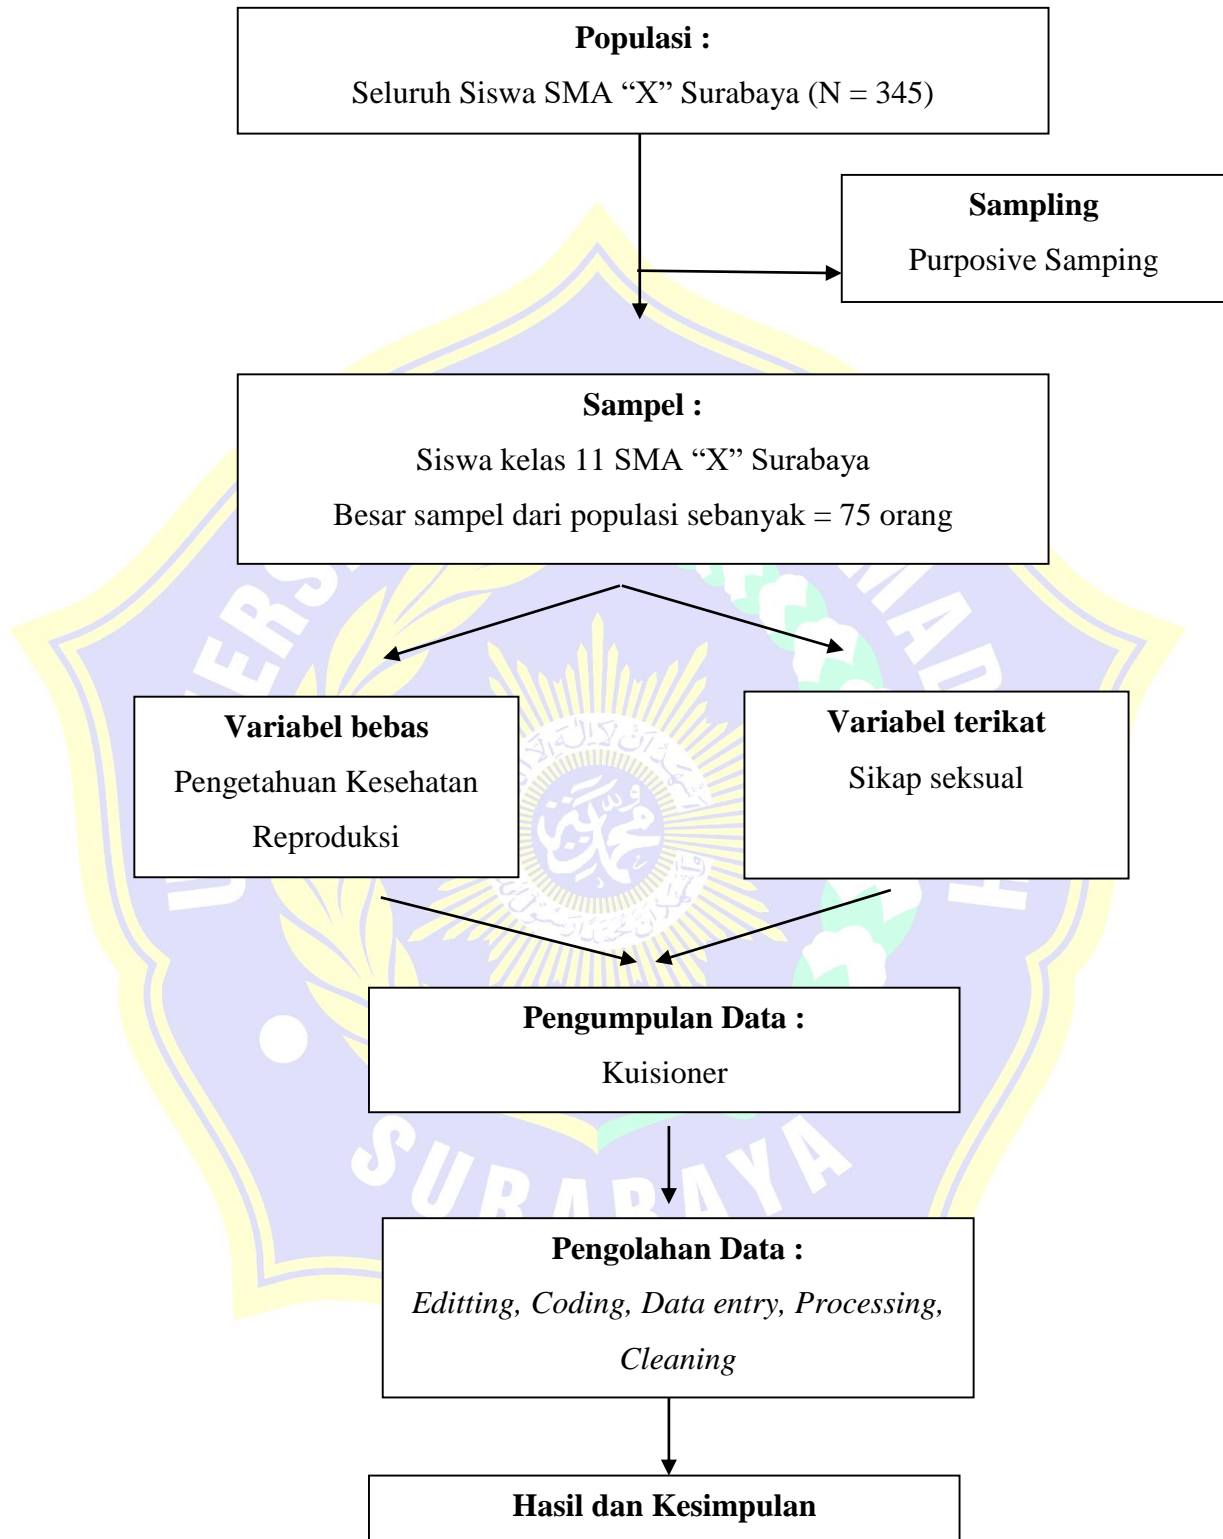 Populasi :
Seluruh Siswa SMA “X” Surabaya (N = 345)
Sampling
Purposive Samping
Sampel :
Siswa kelas 11 SMA “X” Surabaya
Besar sampel dari populasi sebanyak = 75 orang
Variabel bebas
Pengetahuan Kesehatan
Reproduksi
Variabel terikat
Sikap seksual
Pengumpulan Data :
Kuisioner
SURABAYA
Pengolahan Data :
Editting, Coding, Data entry, Processing,
Cleaning
Hasil dan Kesimpulan